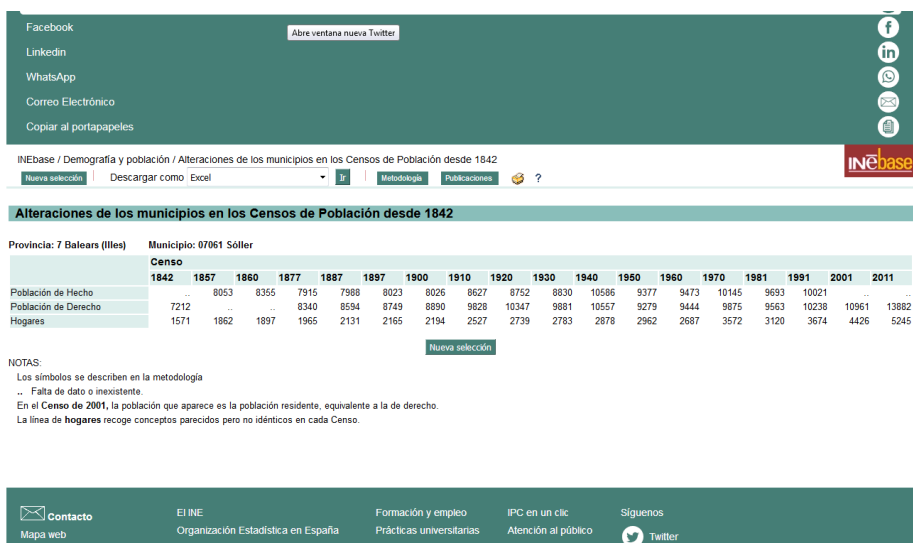 Facebook
Abre ventana nueva Twitter
Linkedin
WhatsApp
Correo Electrónico
Copiar al portapapeles
INEbase / Demografía y población / Alteraciones de los municipios en los Censos de Población desde 1842
INEbase
Nueva selección Descargar como Excel Ir Metodología Publicaciones ?
Alteraciones de los municipios en los Censos de Población desde 1842
Provincia: 7 Balears (Illes) Municipio: 07061 Sóller
Censo
1842 1857 1860 1877 1887 1897 1900 1910 1920 1930 1940 1950 1960 1970 1981 1991 2001 2011
Población de Hecho .. 8053 8355 7915 7988 8023 8026 8627 8752 8830 10586 9377 9473 10145 9693 10021 .. ..
Población de Derecho 7212 .. .. 8340 8594 8749 8890 9828 10347 9881 10557 9279 9444 9875 9563 10238 10961 13882
Hogares 1571 1862 1897 1965 2131 2165 2194 2527 2739 2783 2878 2962 2687 3572 3120 3674 4426 5245
Nueva selección
NOTAS:
Los símbolos se describen en la metodología
.. Falta de dato o inexistente.
En el Censo de 2001, la población que aparece es la población residente, equivalente a la de derecho.
La línea de hogares recoge conceptos parecidos pero no idénticos en cada Censo.
Contacto El INE Formación y empleo IPC en un clic Síguenos
Mapa web Organización Estadística en España Prácticas universitarias Atención al público Twitter